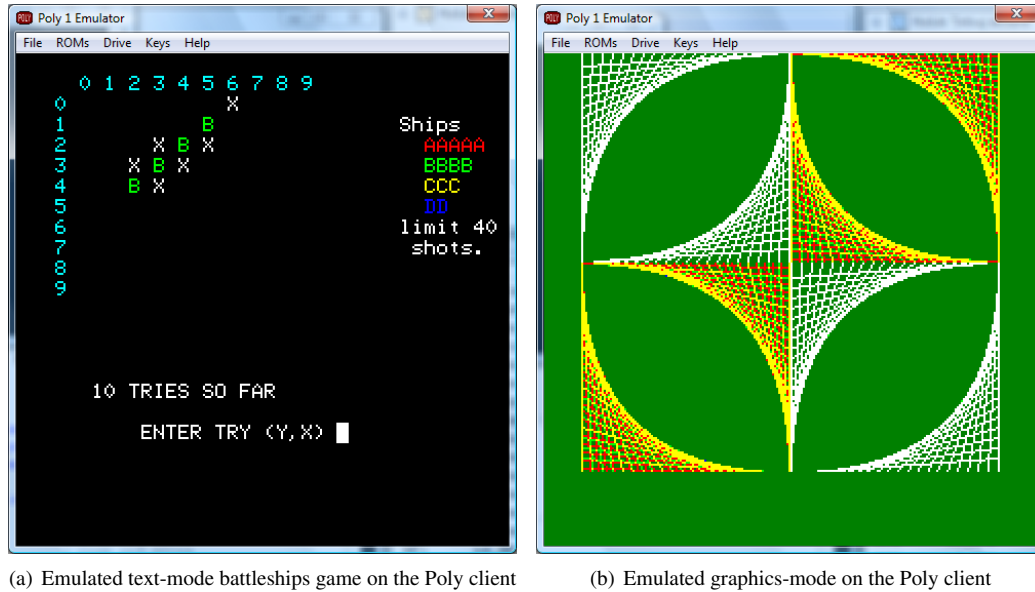 Poly 1 Emulator
File ROMs Drive Keys Help
0 1 2 3 4 5 6 7 8 9
0 X
1 B Ships
2 X B X AAAAA
3 X B X BBBB
4 B X CCC
5 DD
6 limit 40
7 shots.
8
9
10 TRIES SO FAR
ENTER TRY (Y,X)
(a) Emulated text-mode battleships game on the Poly client
POLY Poly 1 Emulator
File ROMs Drive Keys Help
(b) Emulated graphics-mode on the Poly client